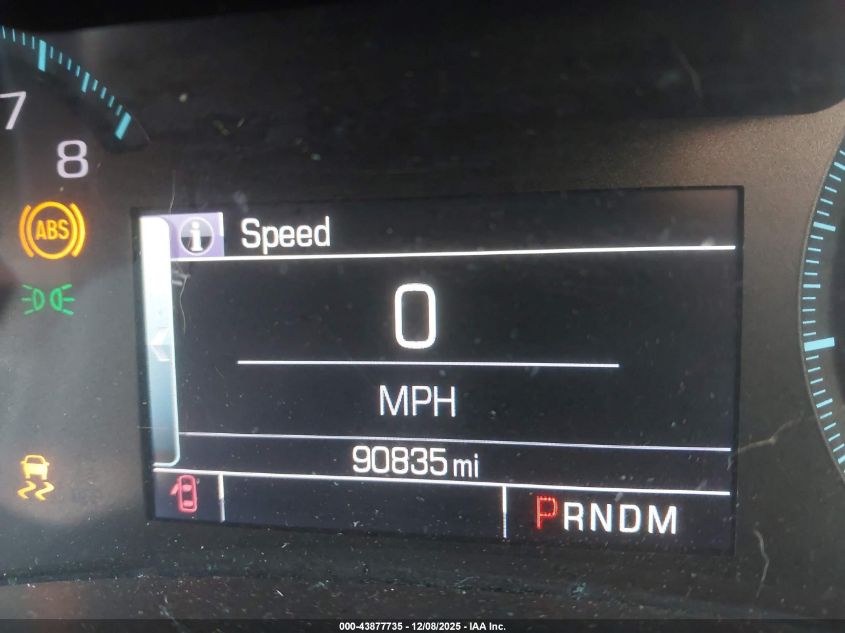 7
8
ABS
i Speed
0
MPH
90835 mi
PRNDM
000-43877735 - 12/08/2025 - IAA Inc.